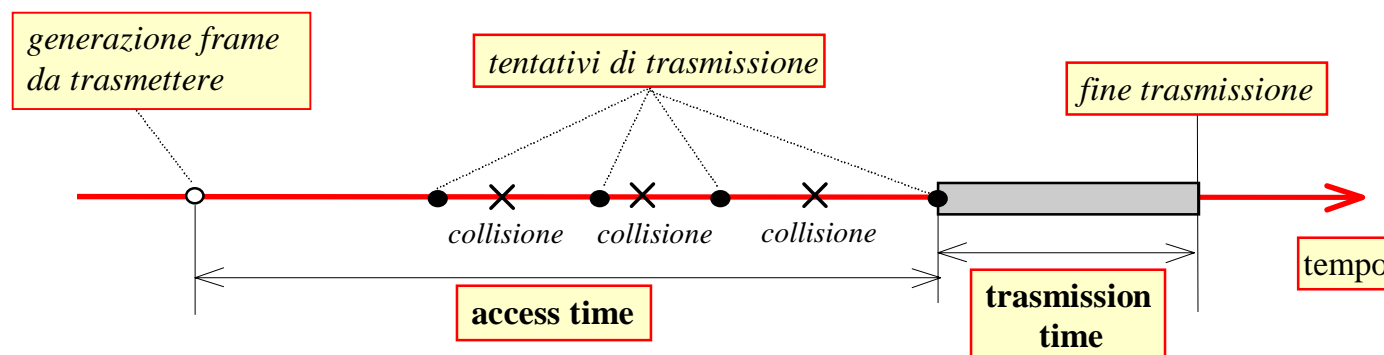 generazione frame
da trasmettere
tentativi di trasmissione
fine trasmissione
collisione
collisione
collisione
tempo
access time
trasmission
time